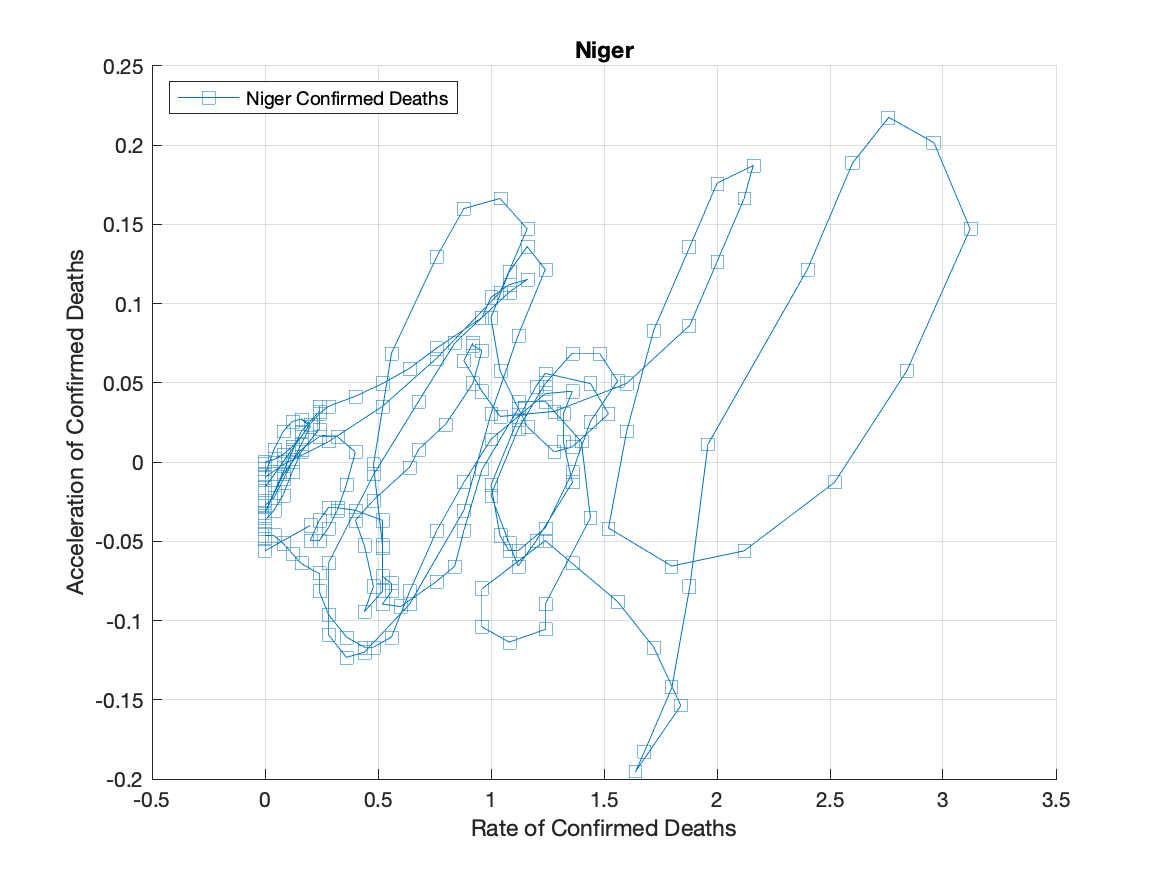 Niger
Niger Confirmed Deaths
0.25
0.2
0.15
0.1
0.05
0
-0.05
-0.1
-0.15
-0.2
Acceleration of Confirmed Deaths
-0.5 0 0.5 1 1.5 2 2.5 3 3.5
Rate of Confirmed Deaths